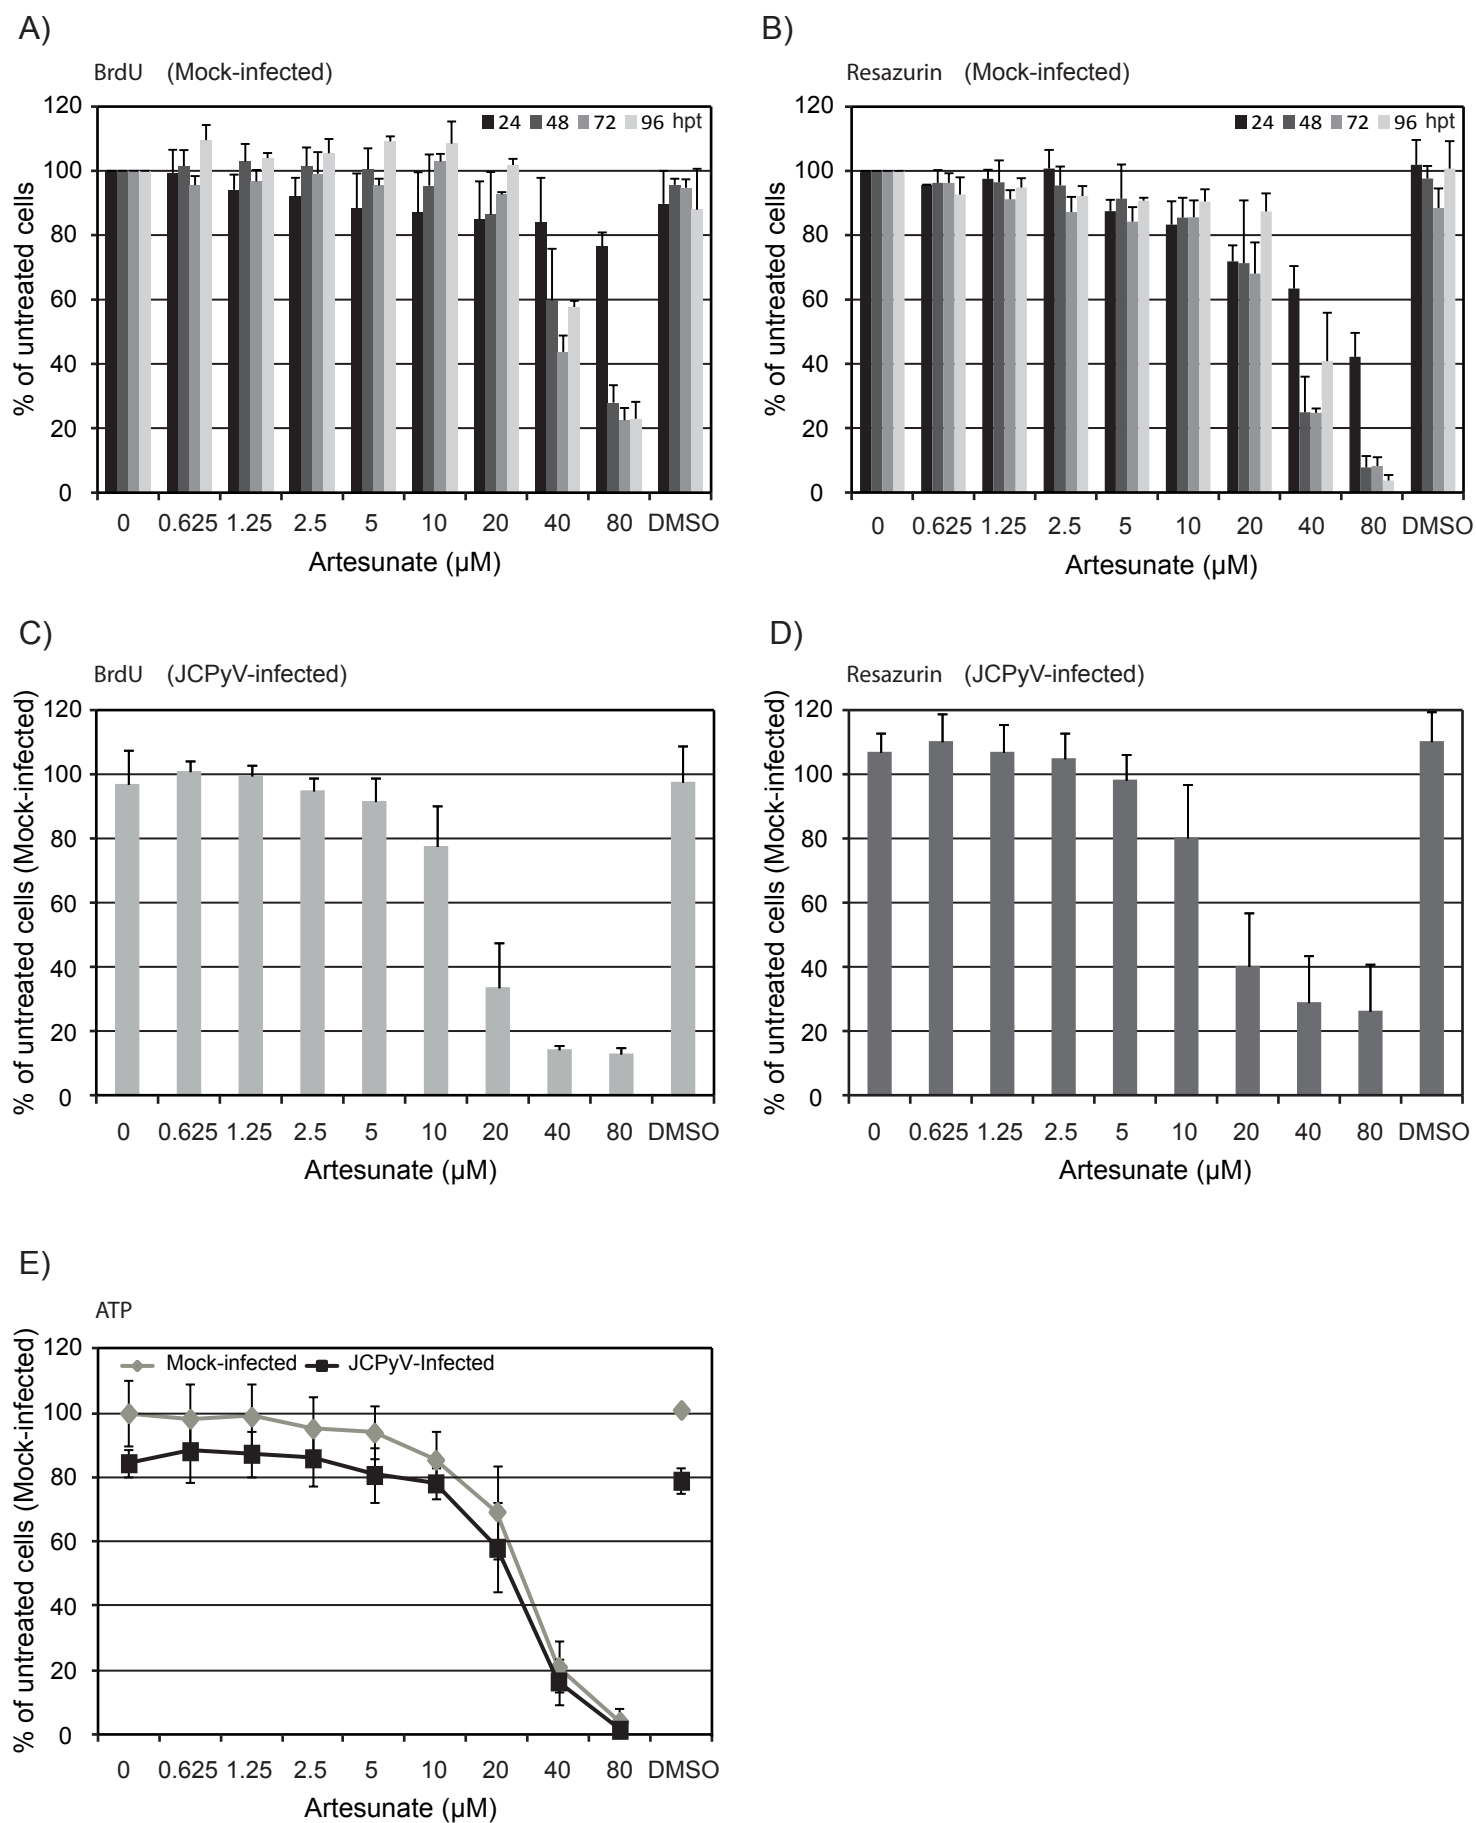 A)
BrdU (Mock-infected)
% of untreated cells
120
100
80
60
40
20
0
24 48 72 96 hpt
0 0.625 1.25 2.5 5 10 20 40 80 DMSO
Artesunate (µM)
B)
Resazurin (Mock-infected)
% of untreated cells
120
100
80
60
40
20
0
24 48 72 96 hpt
0 0.625 1.25 2.5 5 10 20 40 80 DMSO
Artesunate (µM)
C)
BrdU (JCPyV-infected)
% of untreated cells (Mock-infected)
120
100
80
60
40
20
0
0 0.625 1.25 2.5 5 10 20 40 80 DMSO
Artesunate (µM)
D)
Resazurin (JCPyV-infected)
% of untreated cells (Mock-infected)
120
100
80
60
40
20
0
0 0.625 1.25 2.5 5 10 20 40 80 DMSO
Artesunate (µM)
E)
ATP
% of untreated cells (Mock-infected)
120
100
80
60
40
20
0
Mock-infected JCPyV-Infected
0 0.625 1.25 2.5 5 10 20 40 80 DMSO
Artesunate (µM)